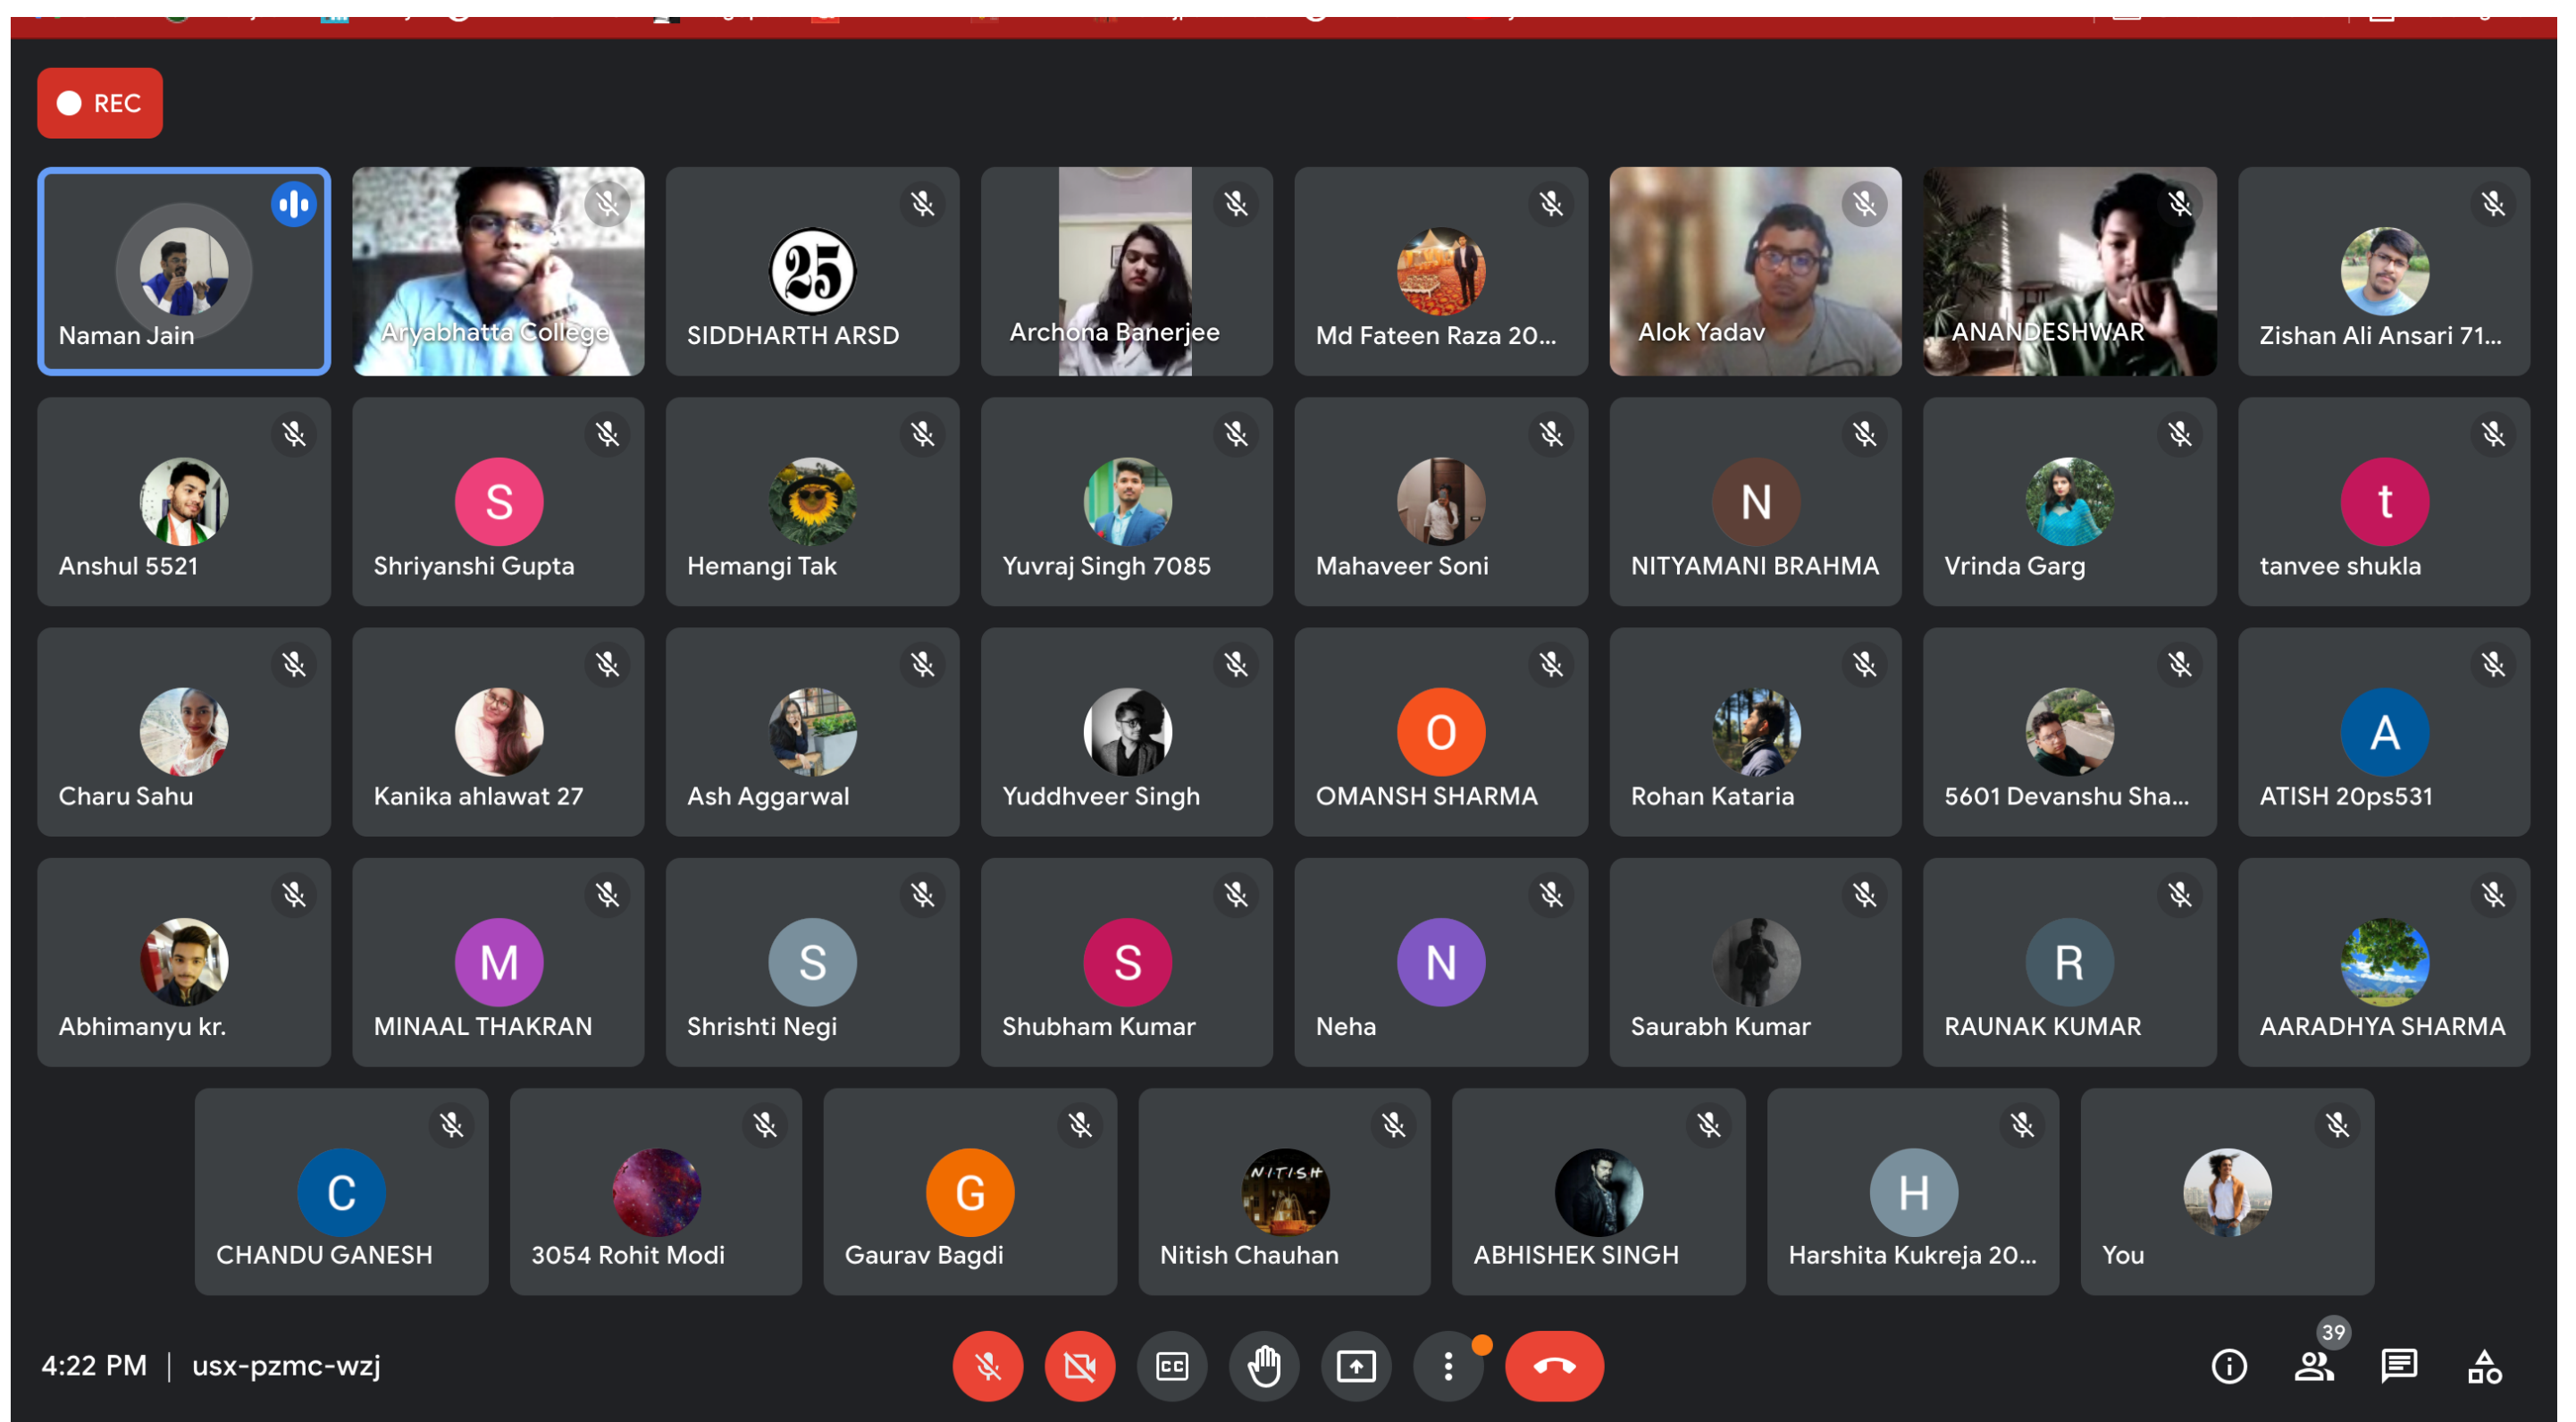 REC
Naman Jain
Aryabhatta College
25
SIDDHARTH ARSD
Archona Banerjee
Md Fateen Raza 20...
Alok Yadav
ANANDESHWAR
Zishan Ali Ansari 71...
Anshul 5521
S
Shriyanshi Gupta
Hemangi Tak
Yuvraj Singh 7085
Mahaveer Soni
N
NITYAMANI BRAHMA
Vrinda Garg
t
tanvee shukla
Charu Sahu
Kanika ahlawat 27
Ash Aggarwal
Yuddhveer Singh
O
OMANSH SHARMA
Rohan Kataria
5601 Devanshu Sha...
A
ATISH 20ps531
Abhimanyu kr.
M
MINAAL THAKRAN
S
Shrishti Negi
S
Shubham Kumar
N
Neha
Saurabh Kumar
R
RAUNAK KUMAR
AARADHYA SHARMA
C
CHANDU GANESH
3054 Rohit Modi
G
Gaurav Bagdi
NITISH
Nitish Chauhan
ABHISHEK SINGH
H
Harshita Kukreja 20...
You
4:22 PM | usx-pzmc-wzj
CC
39